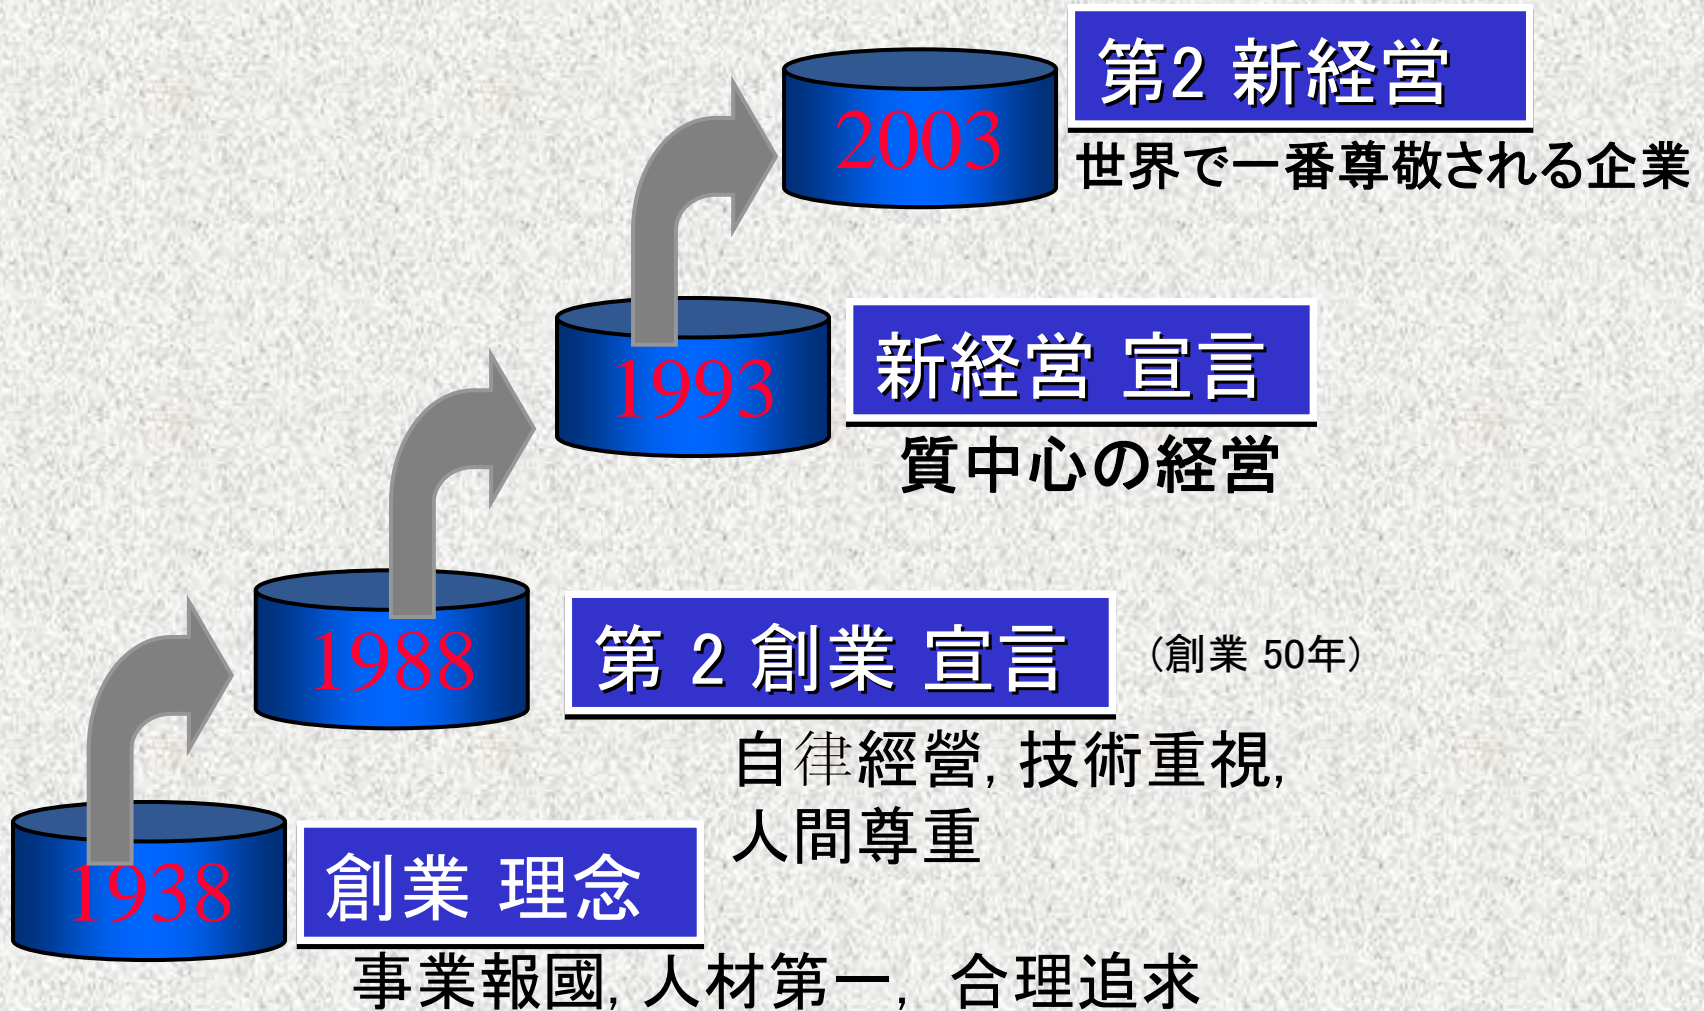 2003
第2 新経営
世界で一番尊敬される企業
1993
新経営 宣言
質中心の経営
1988
第 2 創業 宣言
（創業 50年）
自律經營, 技術重視,
人間尊重
1938
創業 理念
事業報國, 人材第一, 合理追求